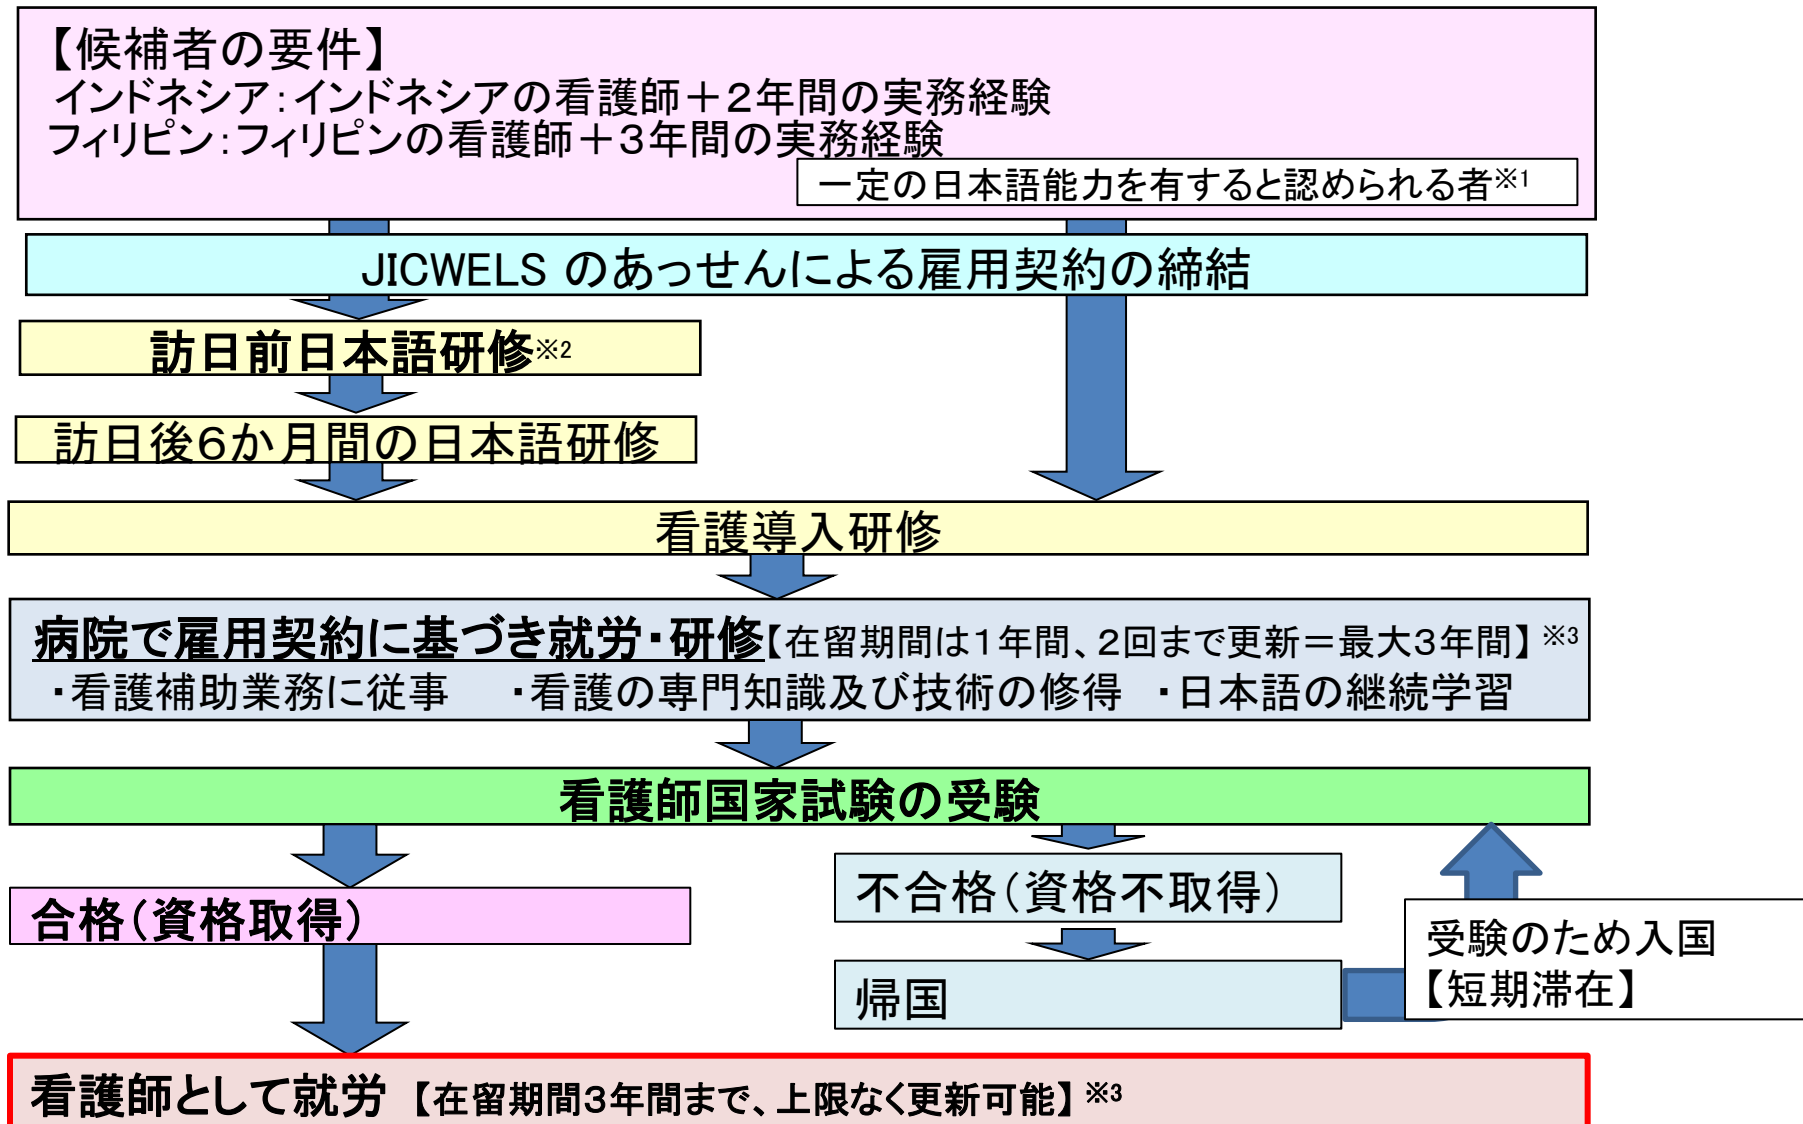 【候補者の要件】
インドネシア：インドネシアの看護師＋２年間の実務経験
フィリピン：フィリピンの看護師＋３年間の実務経験
一定の日本語能力を有すると認められる者※1
JICWELS のあっせんによる雇用契約の締結
訪日前日本語研修※2
訪日後６か月間の日本語研修
看護導入研修
病院で雇用契約に基づき就労・研修【在留期間は１年間、２回まで更新＝最大３年間】※3
・看護補助業務に従事　・看護の専門知識及び技術の修得　・日本語の継続学習
看護師国家試験の受験
合格（資格取得）
不合格（資格不取得）
帰国
受験のため入国
【短期滞在】
看護師として就労 【在留期間３年間まで、上限なく更新可能】※3